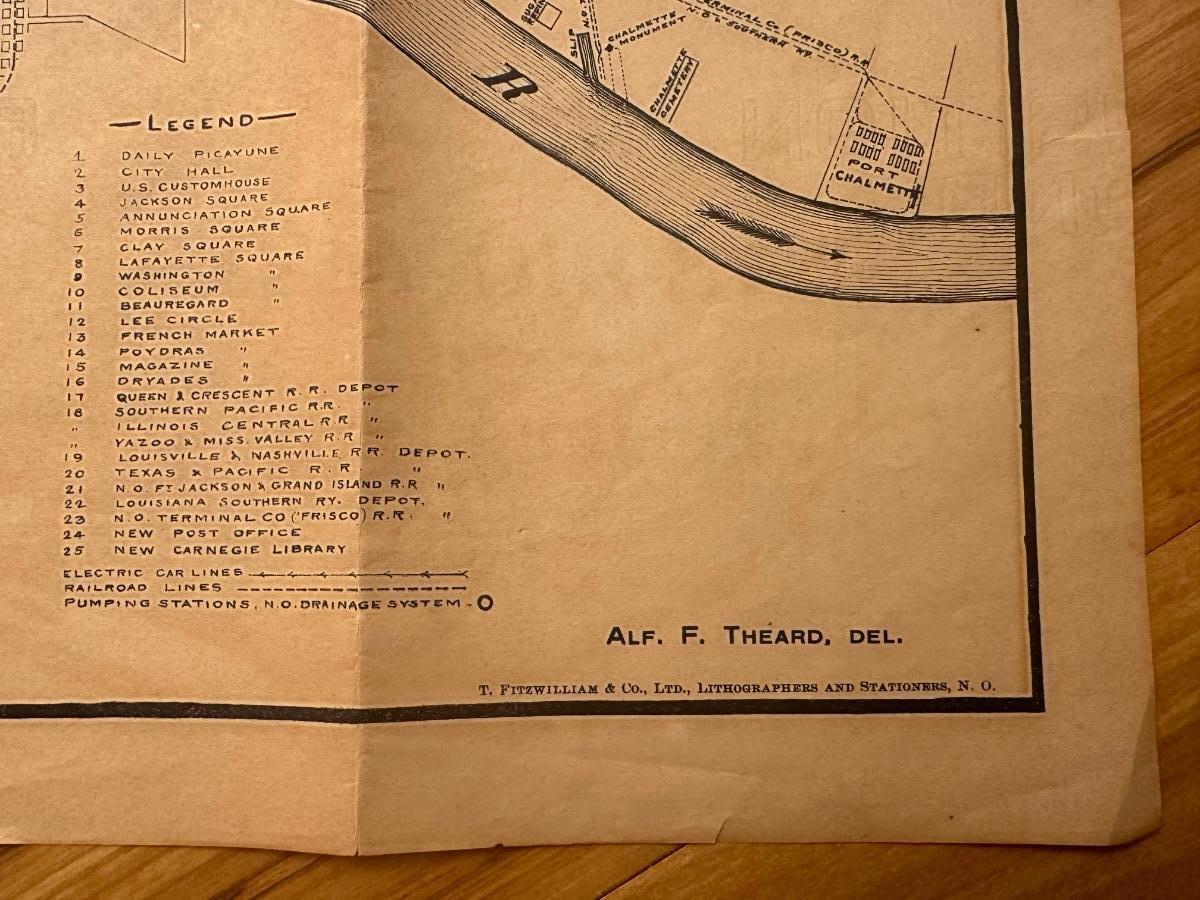 TERMINAL CO (FRISCO) R.R.
N.O & SOUTHERN RY.
SLIP
CHALMETTE
MONUMENT
CHALMETTE
CEMETERY
R
PORT
CHALMETTE
—LEGEND—
1 DAILY PICAYUNE
2 CITY HALL
3 U.S. CUSTOMHOUSE
4 JACKSON SQUARE
5 ANNUNCIATION SQUARE
6 MORRIS SQUARE
7 CLAY SQUARE
8 LAFAYETTE SQUARE
9 WASHINGTON "
10 COLISEUM "
11 BEAUREGARD "
12 LEE CIRCLE
13 FRENCH MARKET
14 POYDRAS "
15 MAGAZINE "
16 DRYADES "
17 QUEEN & CRESCENT R.R. DEPOT
18 SOUTHERN PACIFIC R.R. "
" ILLINOIS CENTRAL R.R "
" YAZOO & MISS. VALLEY R.R "
19 LOUISVILLE & NASHVILLE R.R. DEPOT.
20 TEXAS & PACIFIC R.R "
21 N.O. FT JACKSON & GRAND ISLAND R.R "
22 LOUISIANA SOUTHERN RY. DEPOT.
23 N.O. TERMINAL CO ('FRISCO) R.R. "
24 NEW POST OFFICE
25 NEW CARNEGIE LIBRARY
ELECTRIC CAR LINES
RAILROAD LINES
PUMPING STATIONS, N.O. DRAINAGE SYSTEM-
ALF. F. THEARD, DEL.
T. FITZWILLIAM & CO., LTD., LITHOGRAPHERS AND STATIONERS, N. O.